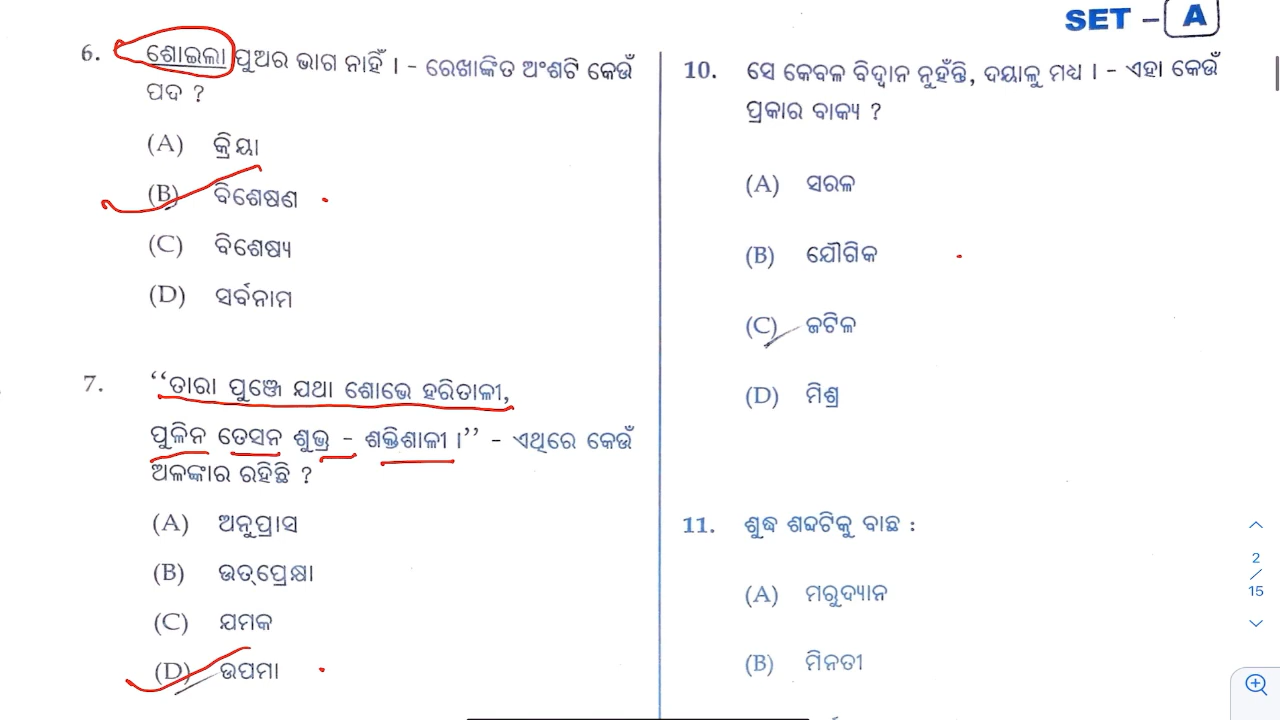 SET – A
6. ଶୋଇଲା ପୁଅର ଭାଗ ନାହିଁ । – ରେଖାଙ୍କିତ ଅଂଶଟି କେଉଁ
ପଦ ?
(A) କ୍ରିୟା
(B) ବିଶେଷଣ
(C) ବିଶେଷ୍ୟ
(D) ସର୍ବନାମ
7. ‘‘ତାରା ପୁଞ୍ଜେ ଯଥା ଶୋଭେ ହରିତାଳୀ,
ପୁଳିନ ତେସନ ଶୁଭ୍ର – ଶକ୍ତିଶାଳୀ ।’’ – ଏଥିରେ କେଉଁ
ଅଳଙ୍କାର ରହିଛି ?
(A) ଅନୁପ୍ରାସ
(B) ଉତ୍‌ପ୍ରେକ୍ଷା
(C) ଯମକ
(D) ଉପମା
10. ସେ କେବଳ ବିଦ୍ୱାନ ନୁହଁନ୍ତି, ଦୟାଳୁ ମଧ୍ୟ । – ଏହା କେଉଁ
ପ୍ରକାର ବାକ୍ୟ ?
(A) ସରଳ
(B) ଯୌଗିକ
(C) ଜଟିଳ
(D) ମିଶ୍ର
11. ଶୁଦ୍ଧ ଶବ୍ଦଟିକୁ ବାଛ :
(A) ମରୁଦ୍ୟାନ
(B) ମିନତୀ
2
/
15